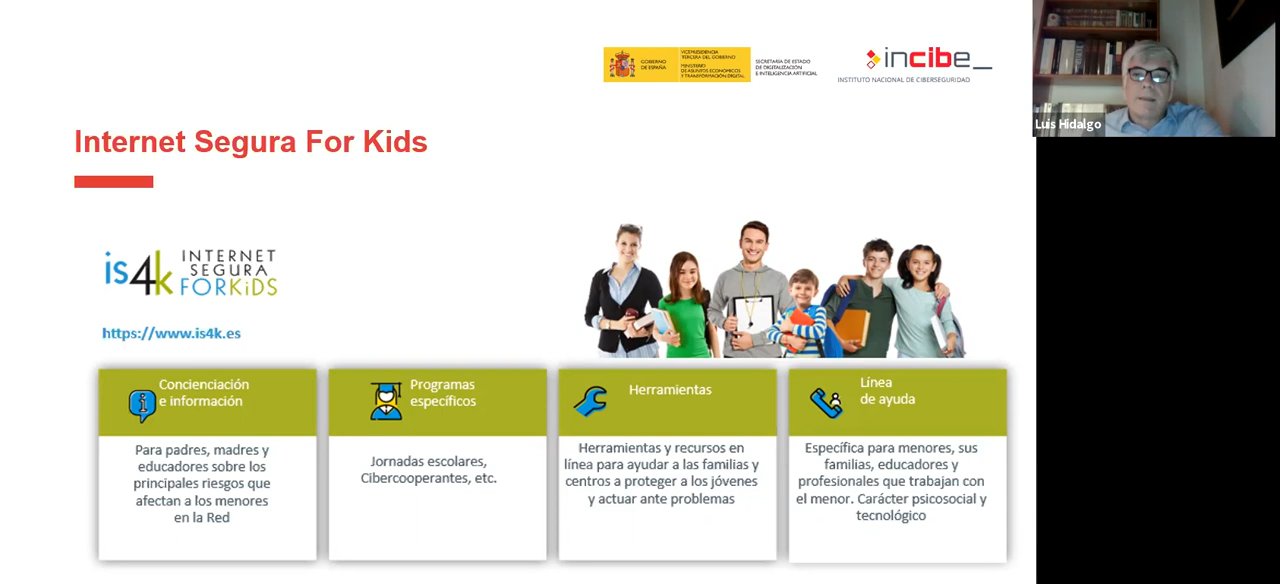 GOBIERNO
DE ESPAÑA
VICEPRESIDENCIA
TERCERA DEL GOBIERNO
MINISTERIO
DE ASUNTOS ECONÓMICOS
Y TRANSFORMACIÓN DIGITAL
SECRETARÍA DE ESTADO
DE DIGITALIZACIÓN
E INTELIGENCIA ARTIFICIAL
incibe_
INSTITUTO NACIONAL DE CIBERSEGURIDAD
Luis Hidalgo
Internet Segura For Kids
is4k INTERNET
SEGURA
FORKiDS
https://www.is4k.es
Concienciación
e información
Para padres, madres y
educadores sobre los
principales riesgos que
afectan a los menores
en la Red
Programas
específicos
Jornadas escolares,
Cibercooperantes, etc.
Herramientas
Herramientas y recursos en
línea para ayudar a las familias y
centros a proteger a los jóvenes
y actuar ante problemas
Línea
de ayuda
Específica para menores, sus
familias, educadores y
profesionales que trabajan con
el menor. Carácter psicosocial y
tecnológico